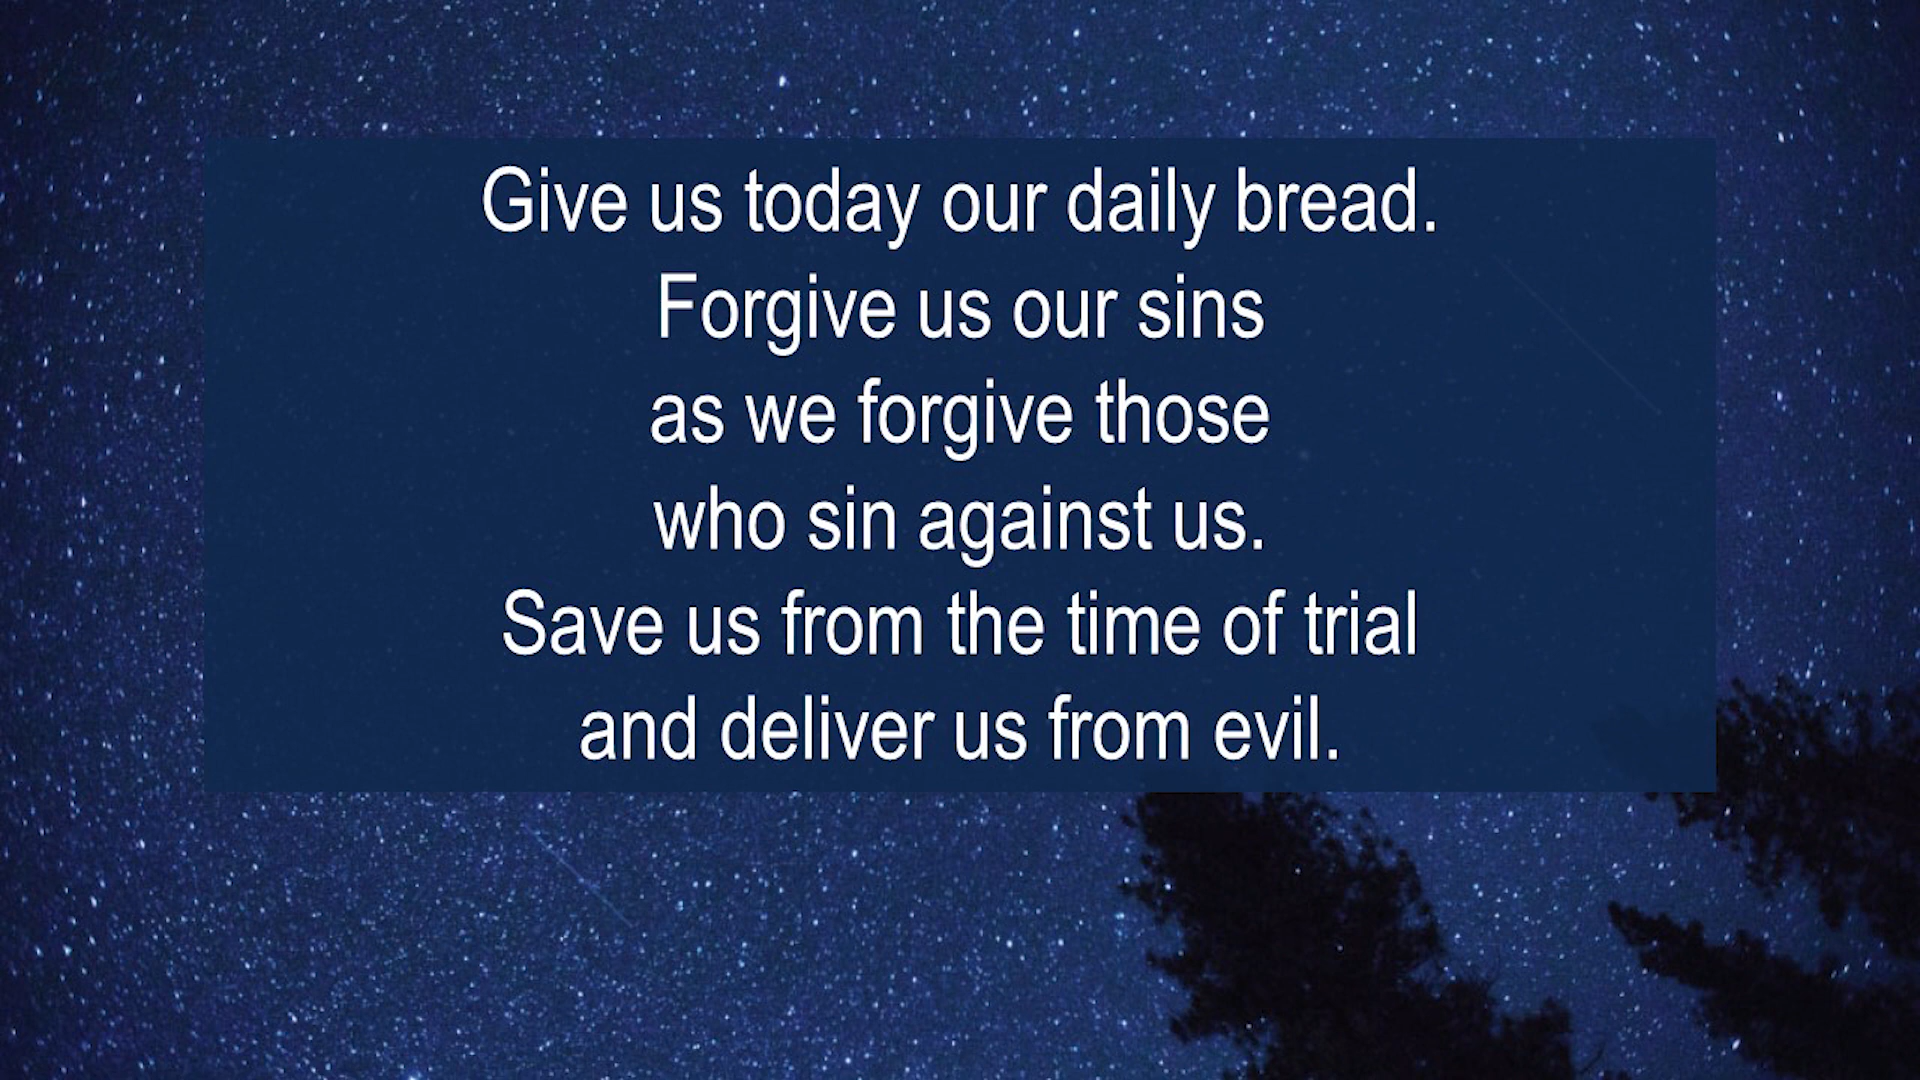 Give us today our daily bread.
Forgive us our sins
as we forgive those
who sin against us.
Save us from the time of trial
and deliver us from evil.